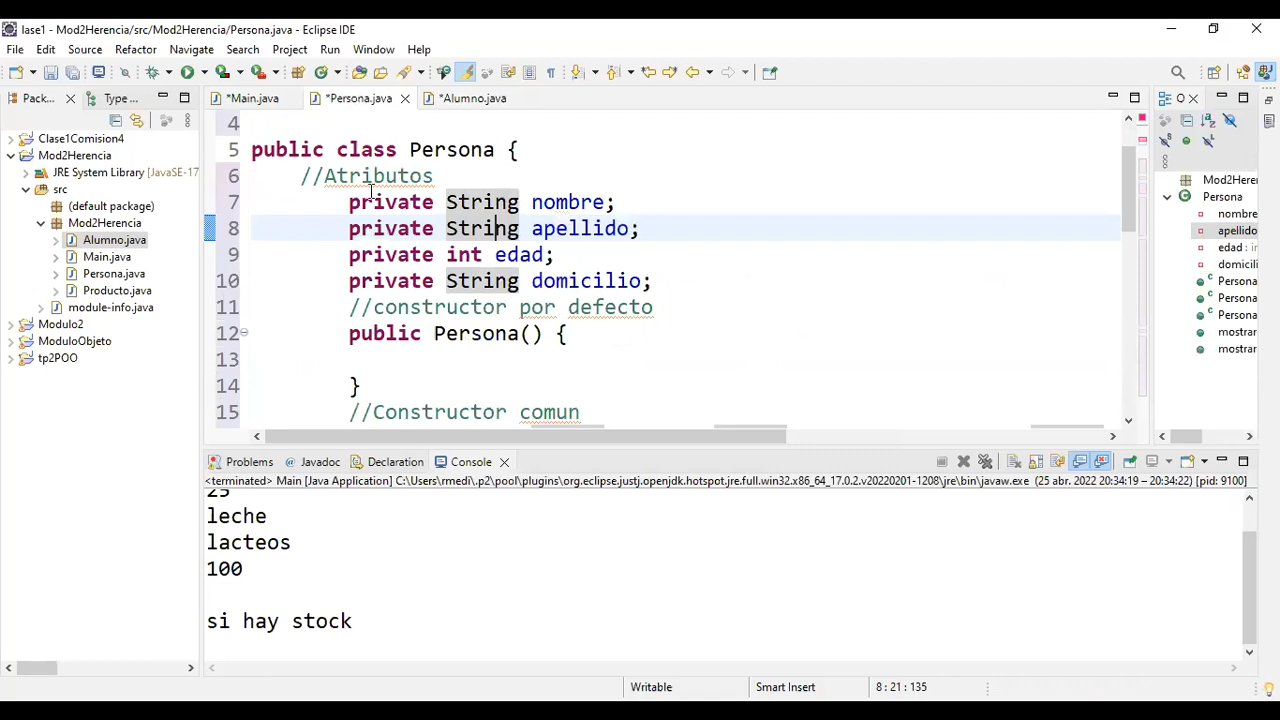 lase1 - Mod2Herencia/src/Mod2Herencia/Persona.java - Eclipse IDE
File Edit Source Refactor Navigate Search Project Run Window Help
Pack... Type ... *Main.java *Persona.java *Alumno.java O
Clase1Comision4
Mod2Herencia
JRE System Library [JavaSE-17
src
(default package)
Mod2Herencia
Alumno.java
Main.java
Persona.java
Producto.java
module-info.java
Modulo2
ModuloObjeto
tp2POO
4
5 public class Persona {
6 //Atributos
7 private String nombre;
8 private String apellido;
9 private int edad;
10 private String domicilio;
11 //constructor por defecto
12 public Persona() {
13
14 }
15 //Constructor comun
Mod2Herer
Persona
nombre
apellido
edad :
domicili
Persona
Persona
Persona
mostrar
mostrar
Problems Javadoc Declaration Console
<terminated> Main [Java Application] C:\Users\rmedi\.p2\pool\plugins\org.eclipse.justj.openjdk.hotspot.jre.full.win32.x86_64_17.0.2.v20220201-1208\jre\bin\javaw.exe (25 abr. 2022 20:34:19 – 20:34:22) [pid: 9100]
25
leche
lacteos
100
si hay stock
Writable Smart Insert 8 : 21 : 135